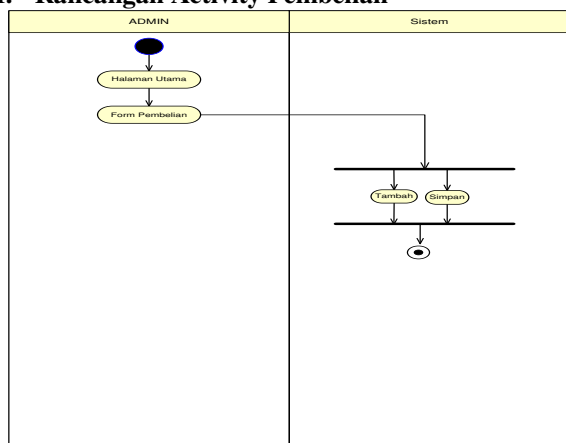 Rancangan Activity Pembelian
ADMIN
Sistem
Halaman Utama
Form Pembelian
Tambah
Simpan